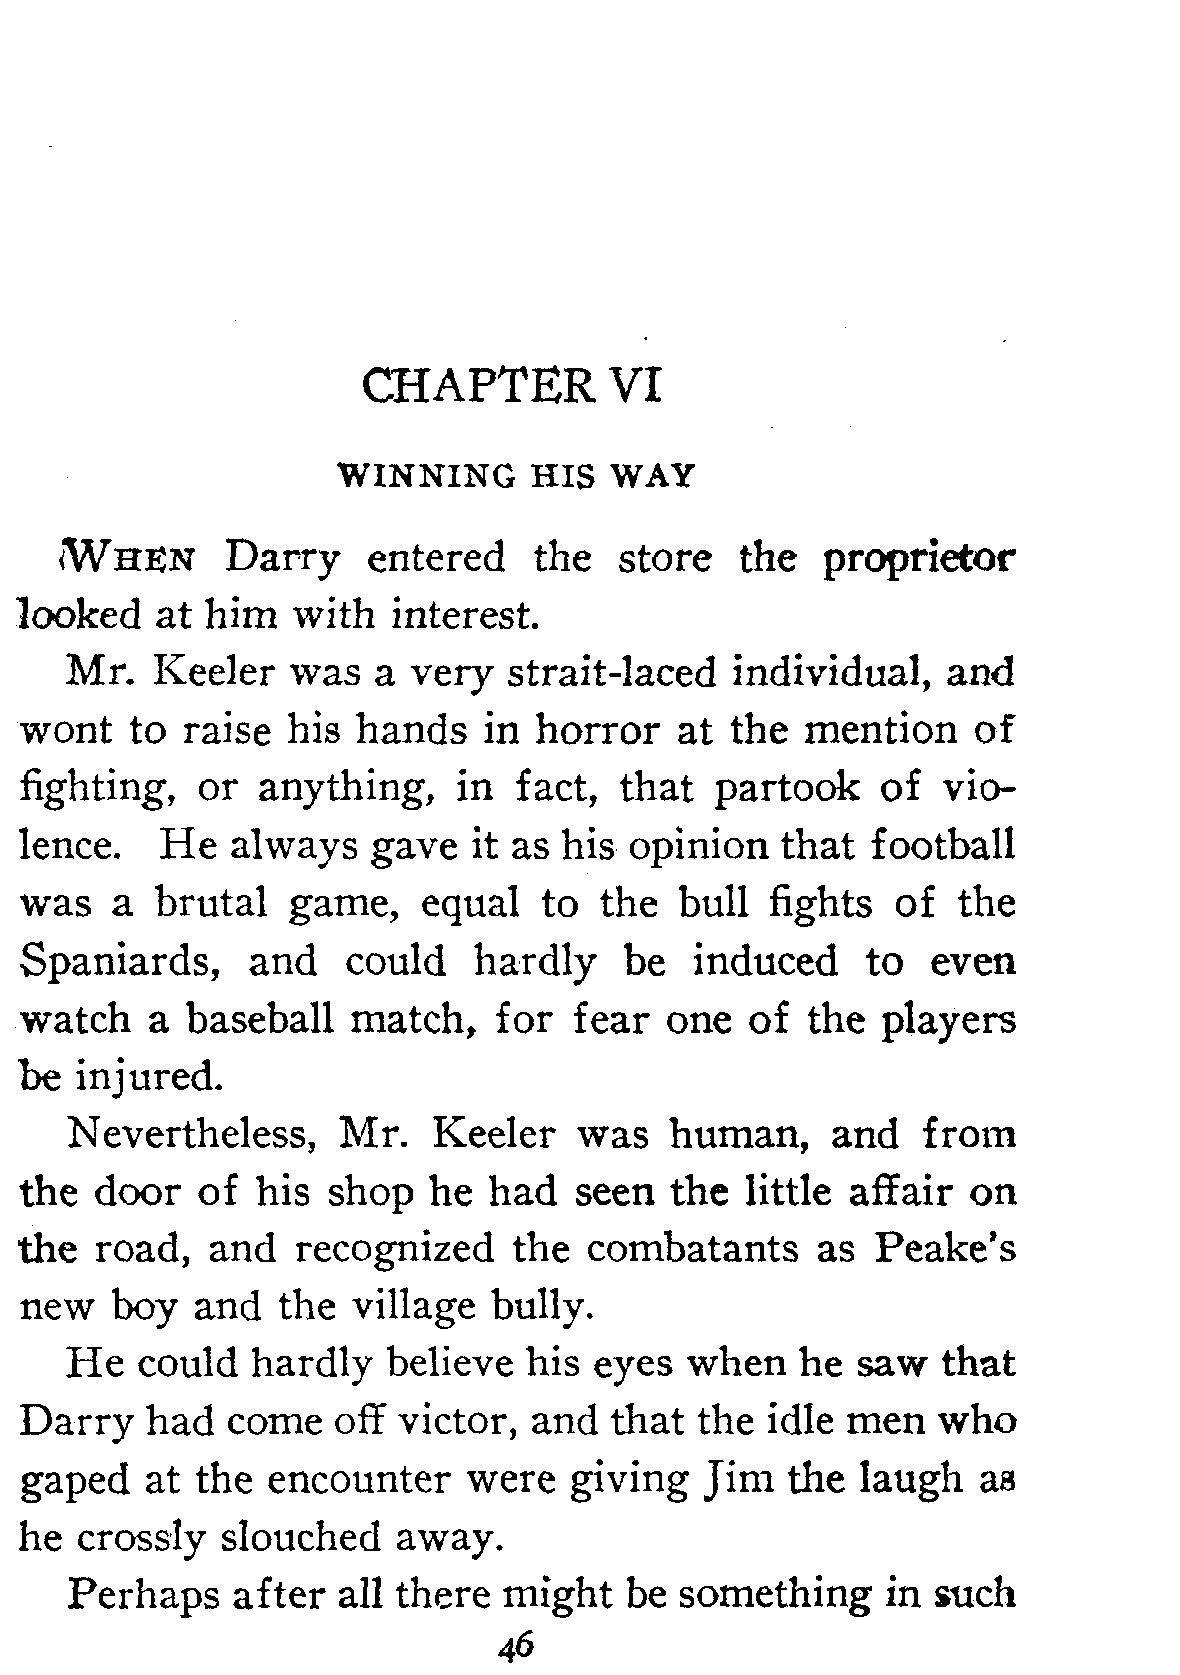 CHAPTER VI
WINNING HIS WAY
WHEN Darry entered the store the proprietor
looked at him with interest.
Mr. Keeler was a very strait-laced individual, and
wont to raise his hands in horror at the mention of
fighting, or anything, in fact, that partook of vio-
lence. He always gave it as his opinion that football
was a brutal game, equal to the bull fights of the
Spaniards, and could hardly be induced to even
watch a baseball match, for fear one of the players
be injured.
Nevertheless, Mr. Keeler was human, and from
the door of his shop he had seen the little affair on
the road, and recognized the combatants as Peake's
new boy and the village bully.
He could hardly believe his eyes when he saw that
Darry had come off victor, and that the idle men who
gaped at the encounter were giving Jim the laugh as
he crossly slouched away.
Perhaps after all there might be something in such
46